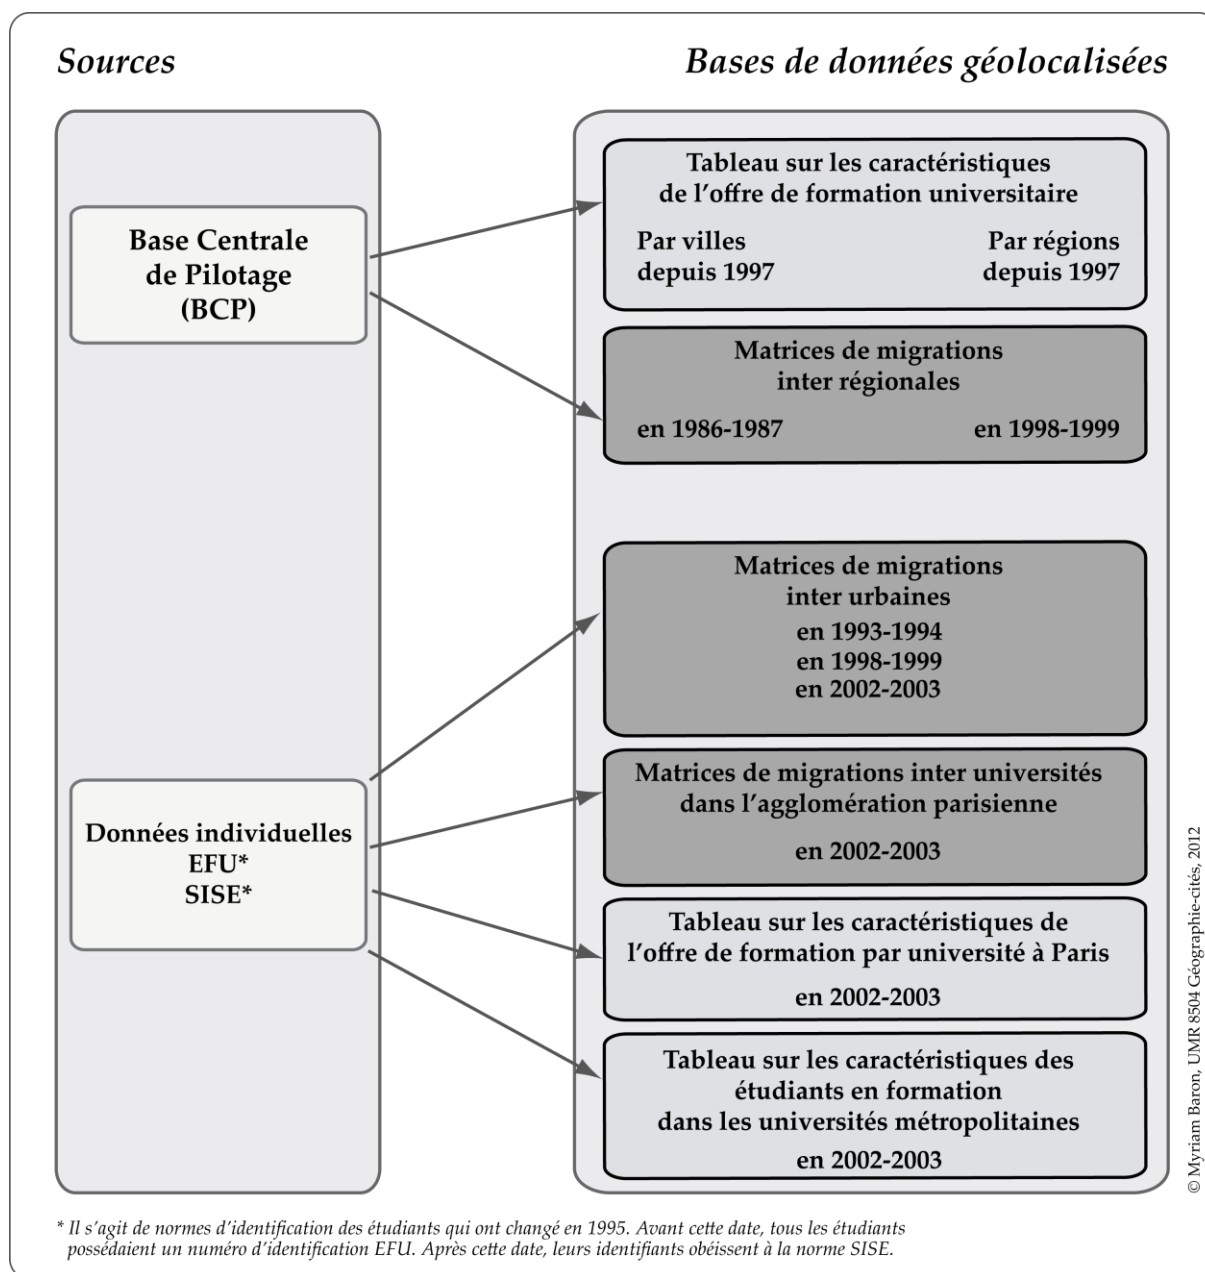 Sources
Bases de données géolocalisées
Base Centrale
de Pilotage
(BCP)
Tableau sur les caractéristiques
de l'offre de formation universitaire
Par villes
depuis 1997
Par régions
depuis 1997
Matrices de migrations
inter régionales
en 1986-1987
en 1998-1999
Matrices de migrations
inter urbaines
en 1993-1994
en 1998-1999
en 2002-2003
Données individuelles
EFU*
SISE*
Matrices de migrations inter universités
dans l'agglomération parisienne
en 2002-2003
Tableau sur les caractéristiques de
l'offre de formation par université à Paris
en 2002-2003
Tableau sur les caractéristiques des
étudiants en formation
dans les universités métropolitaines
en 2002-2003
© Myriam Baron, UMR 8504 Géographie-cités, 2012
* Il s'agit de normes d'identification des étudiants qui ont changé en 1995. Avant cette date, tous les étudiants
possédaient un numéro d'identification EFU. Après cette date, leurs identifiants obéissent à la norme SISE.